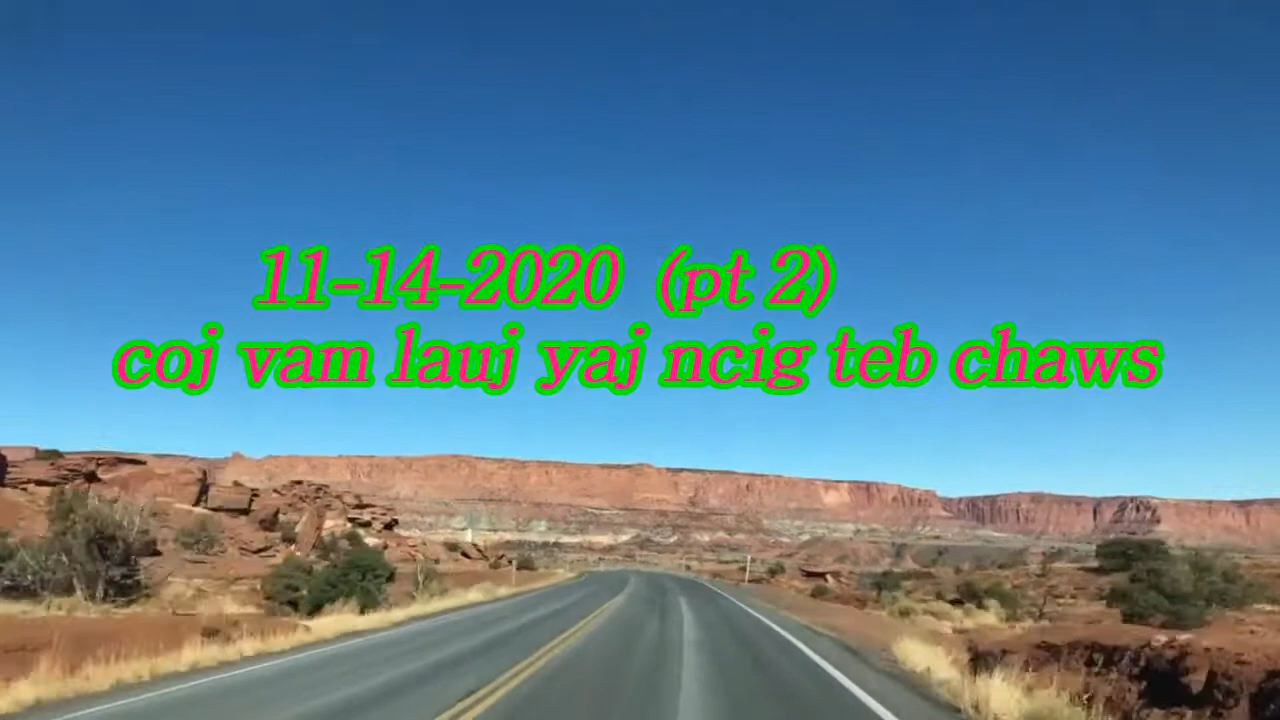 11-14-2020 (pt 2)
coj vam lauj yaj ncig teb chaws